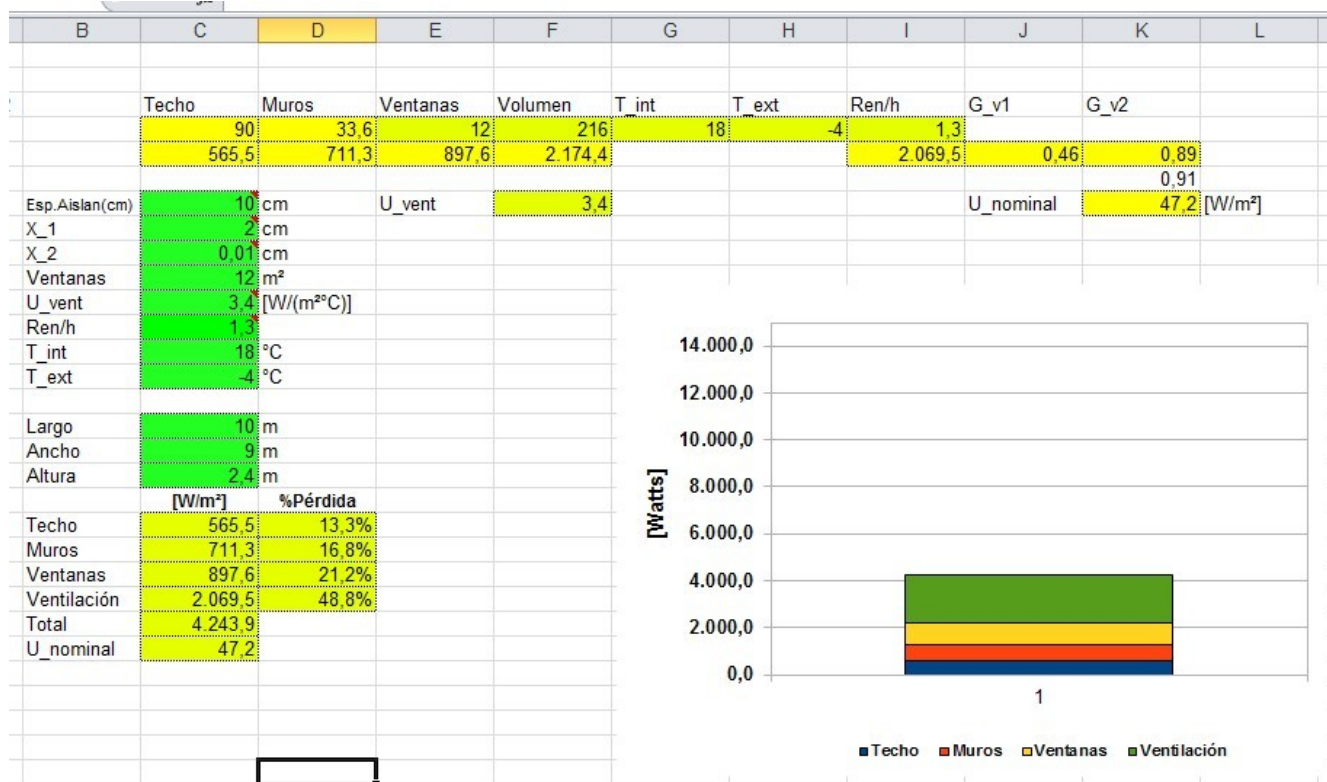 B C D E F G H I J K L
Techo Muros Ventanas Volumen T_int T_ext Ren/h G_v1 G_v2
90 33,6 12 216 18 -4 1,3
565,5 711,3 897,6 2.174,4 2.069,5 0,46 0,89
0,91
Esp.Aislan(cm) 10 cm U_vent 3,4 U_nominal 47,2 [W/m²]
X_1 2 cm
X_2 0,01 cm
Ventanas 12 m²
U_vent 3,4 [W/(m²°C)]
Ren/h 1,3
T_int 18 °C
T_ext -4 °C
Largo 10 m
Ancho 9 m
Altura 2,4 m
[W/m²] %Pérdida
Techo 565,5 13,3%
Muros 711,3 16,8%
Ventanas 897,6 21,2%
Ventilación 2.069,5 48,8%
Total 4.243,9
U_nominal 47,2
[Watts]
14.000,0
12.000,0
10.000,0
8.000,0
6.000,0
4.000,0
2.000,0
0,0
1
Techo Muros Ventanas Ventilación